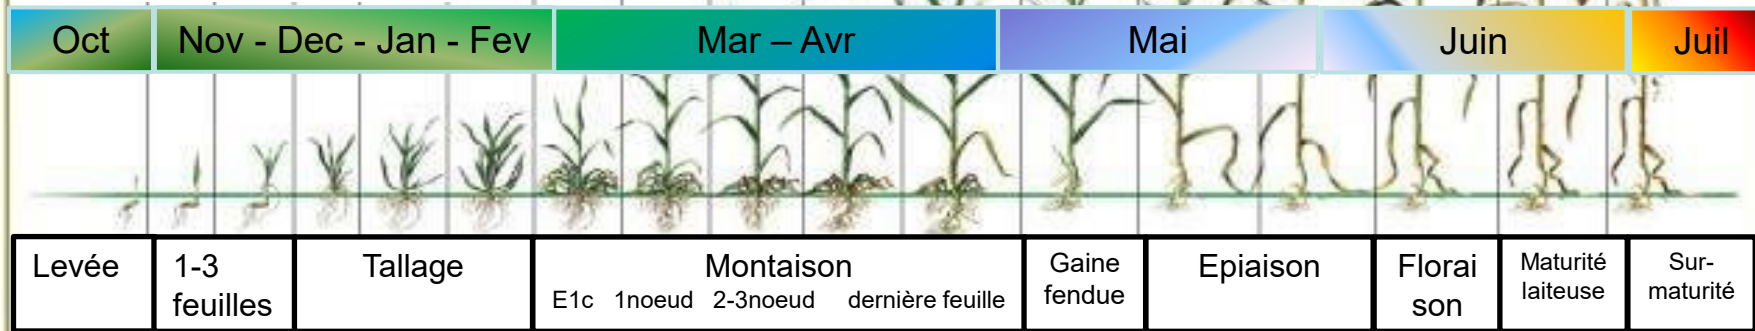 Oct
Nov - Dec - Jan - Fev
Mar – Avr
Mai
Juin
Juil
Levée
1-3
feuilles
Tallage
Montaison
E1c 1noeud 2-3noeud dernière feuille
Gaine
fendue
Epiaison
Florai
son
Maturité
laiteuse
Sur-
maturité